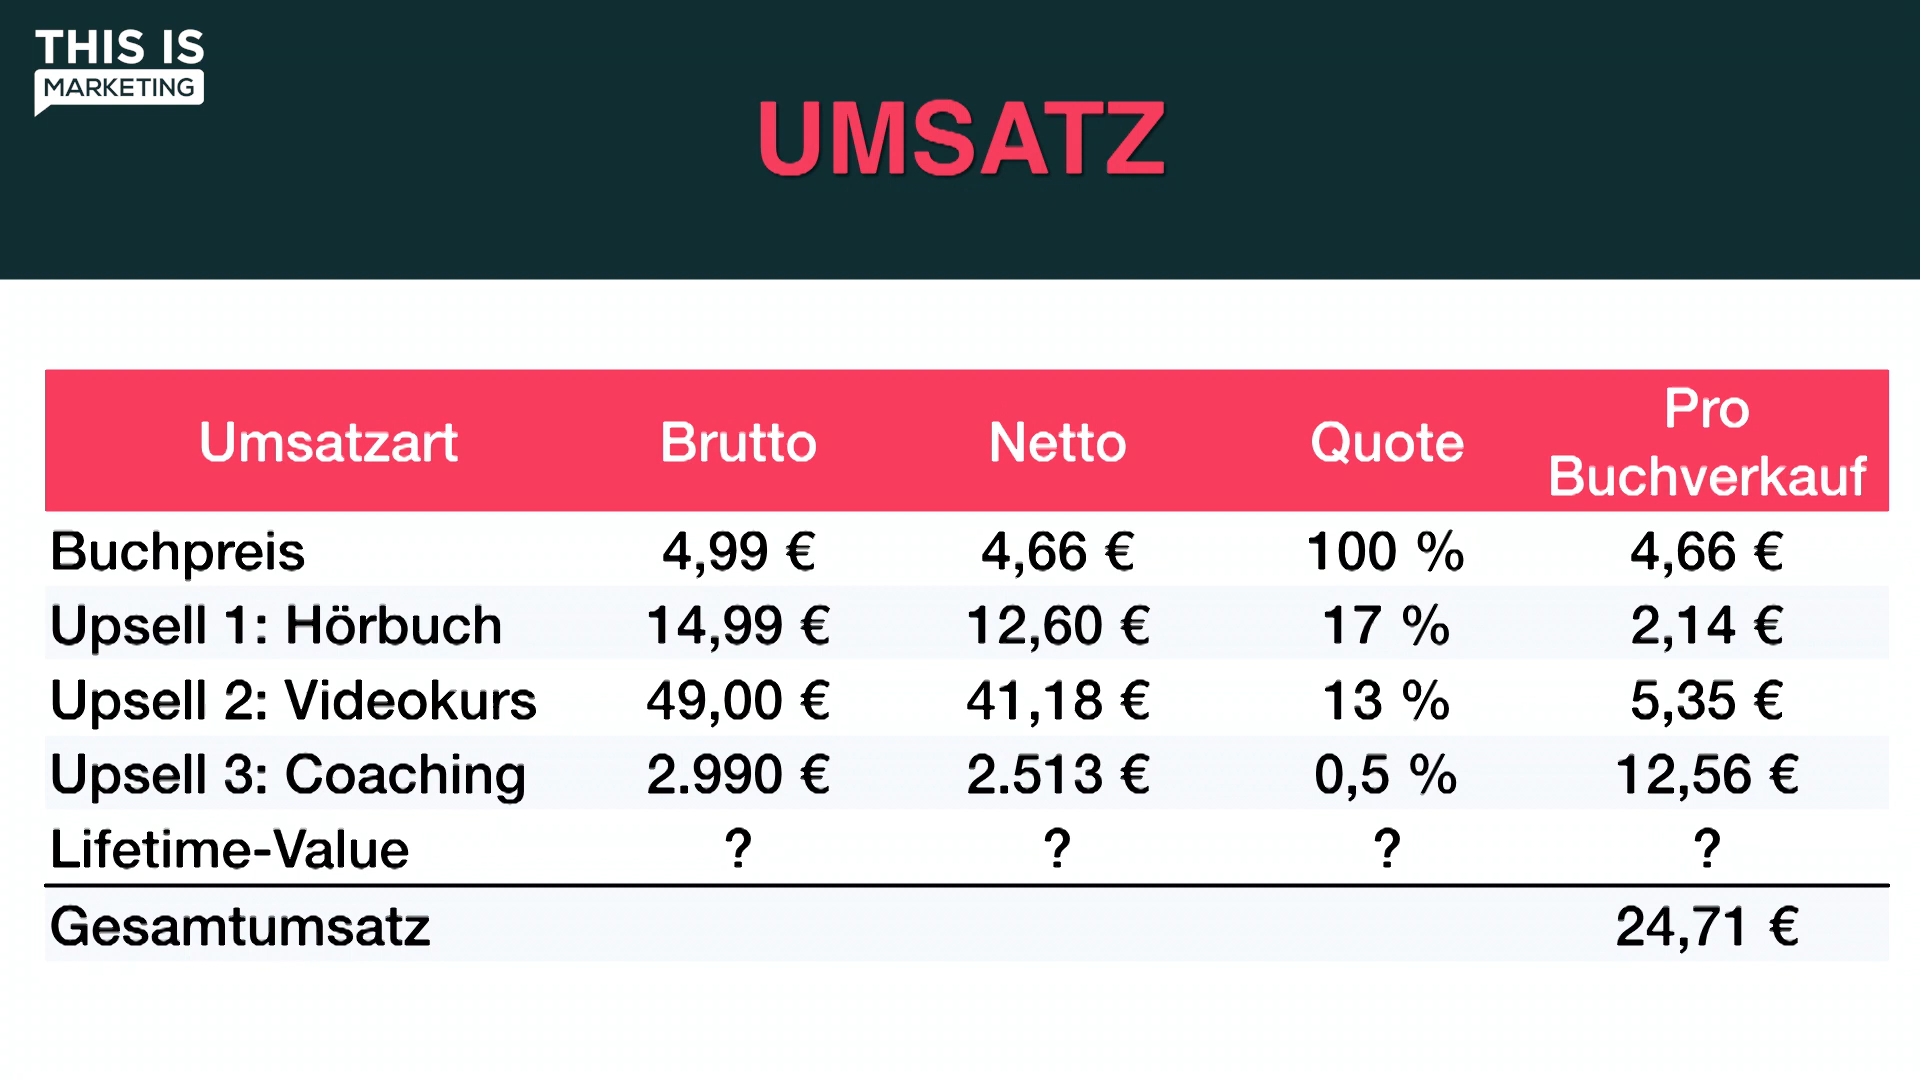 THIS IS
MARKETING
UMSATZ
Umsatzart Brutto Netto Quote Pro Buchverkauf
Buchpreis 4,99 € 4,66 € 100 % 4,66 €
Upsell 1: Hörbuch 14,99 € 12,60 € 17 % 2,14 €
Upsell 2: Videokurs 49,00 € 41,18 € 13 % 5,35 €
Upsell 3: Coaching 2.990 € 2.513 € 0,5 % 12,56 €
Lifetime-Value ? ? ? ?
Gesamtumsatz 24,71 €